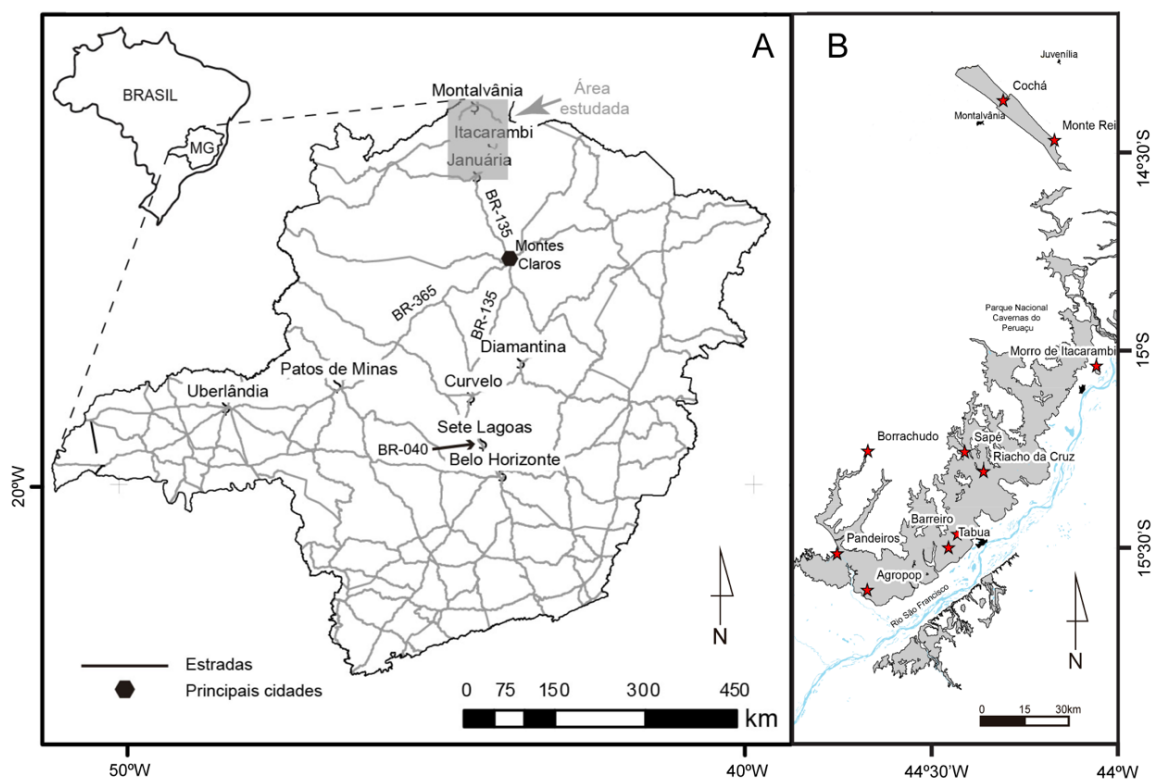 A
BRASIL
MG
Montalvânia
Área
estudada
Itacarambi
Januária
BR-135
Montes
Claros
BR-365
BR-135
Diamantina
Patos de Minas
Curvelo
Uberlândia
Sete Lagoas
BR-040
Belo Horizonte
N
Estradas
Principais cidades
0 75 150 300 450
km
20ºW
50ºW
40ºW
B
Juvenília
Cochá
Montalvânia
Monte Rei
14º30S
Parque Nacional
Cavernas do
Peruaçu
15ºS
Morro de Itacarambi
Borrachudo
Sapé
Riacho da Cruz
Barreiro
Tabua
Pandeiros
15º30S
Agropop
Rio São Francisco
N
0 15 30km
44º30W
44ºW